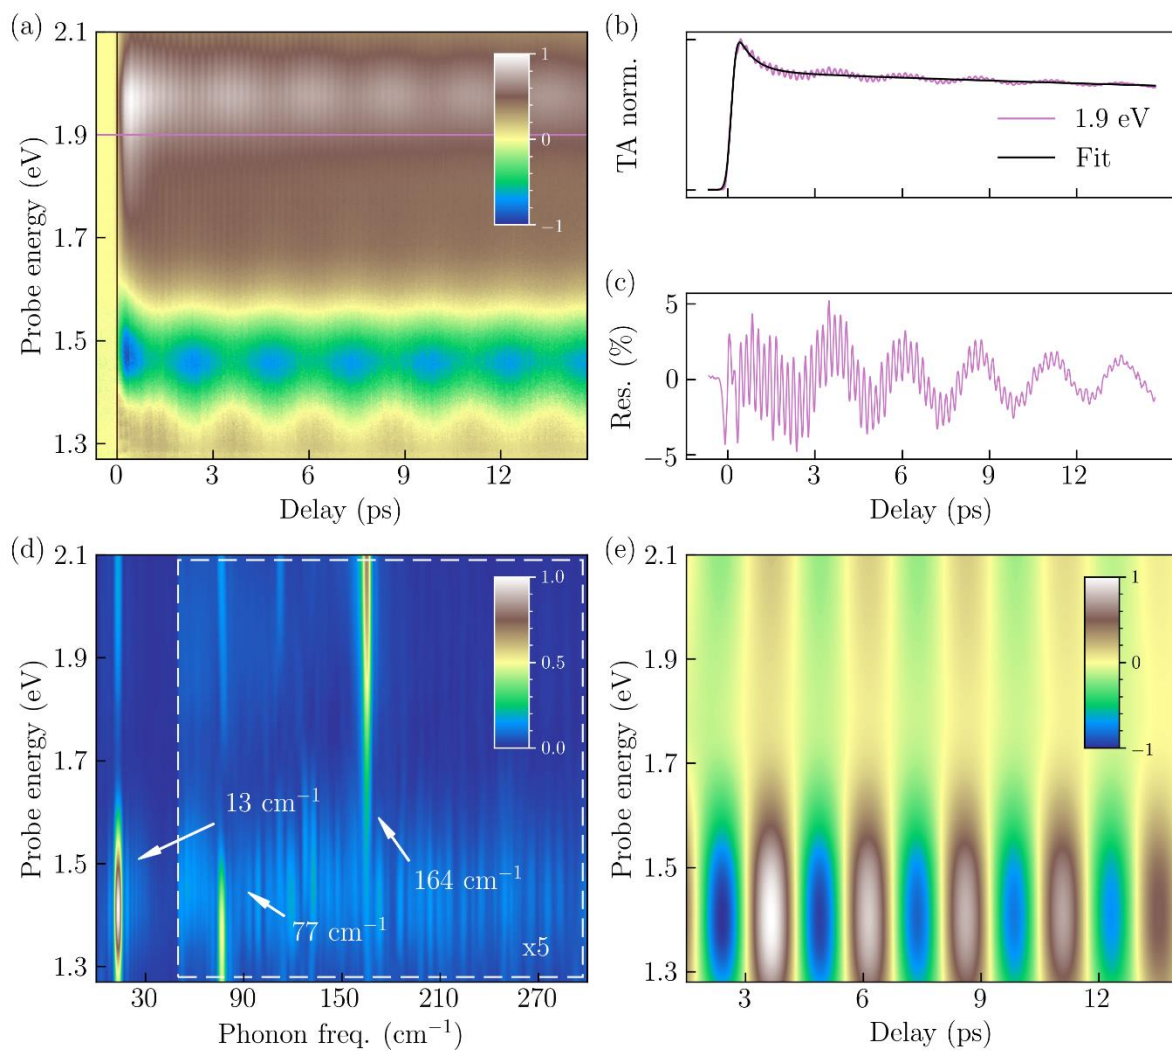 (a)
2.1
1.9
1.7
1.5
1.3
Probe energy (eV)
1
0
−1
0 3 6 9 12
Delay (ps)
(b)
TA norm.
1.9 eV
Fit
0 3 6 9 12
(c)
5
0
−5
Res. (%)
0 3 6 9 12
Delay (ps)
(d)
2.1
1.9
1.7
1.5
1.3
Probe energy (eV)
1.0
0.5
0.0
13 cm⁻¹
164 cm⁻¹
77 cm⁻¹
x5
30 90 150 210 270
Phonon freq. (cm⁻¹)
(e)
2.1
1.9
1.7
1.5
1.3
Probe energy (eV)
1
0
−1
3 6 9 12
Delay (ps)